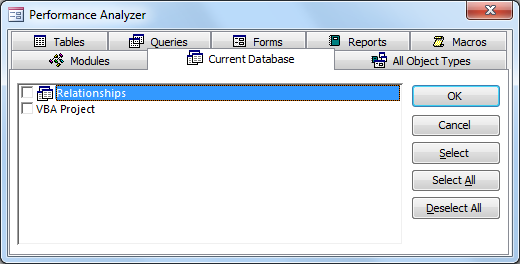 Performance Analyzer
Tables
Queries
Forms
Reports
Macros
Modules
Current Database
All Object Types
Relationships
VBA Project
OK
Cancel
Select
Select All
Deselect All